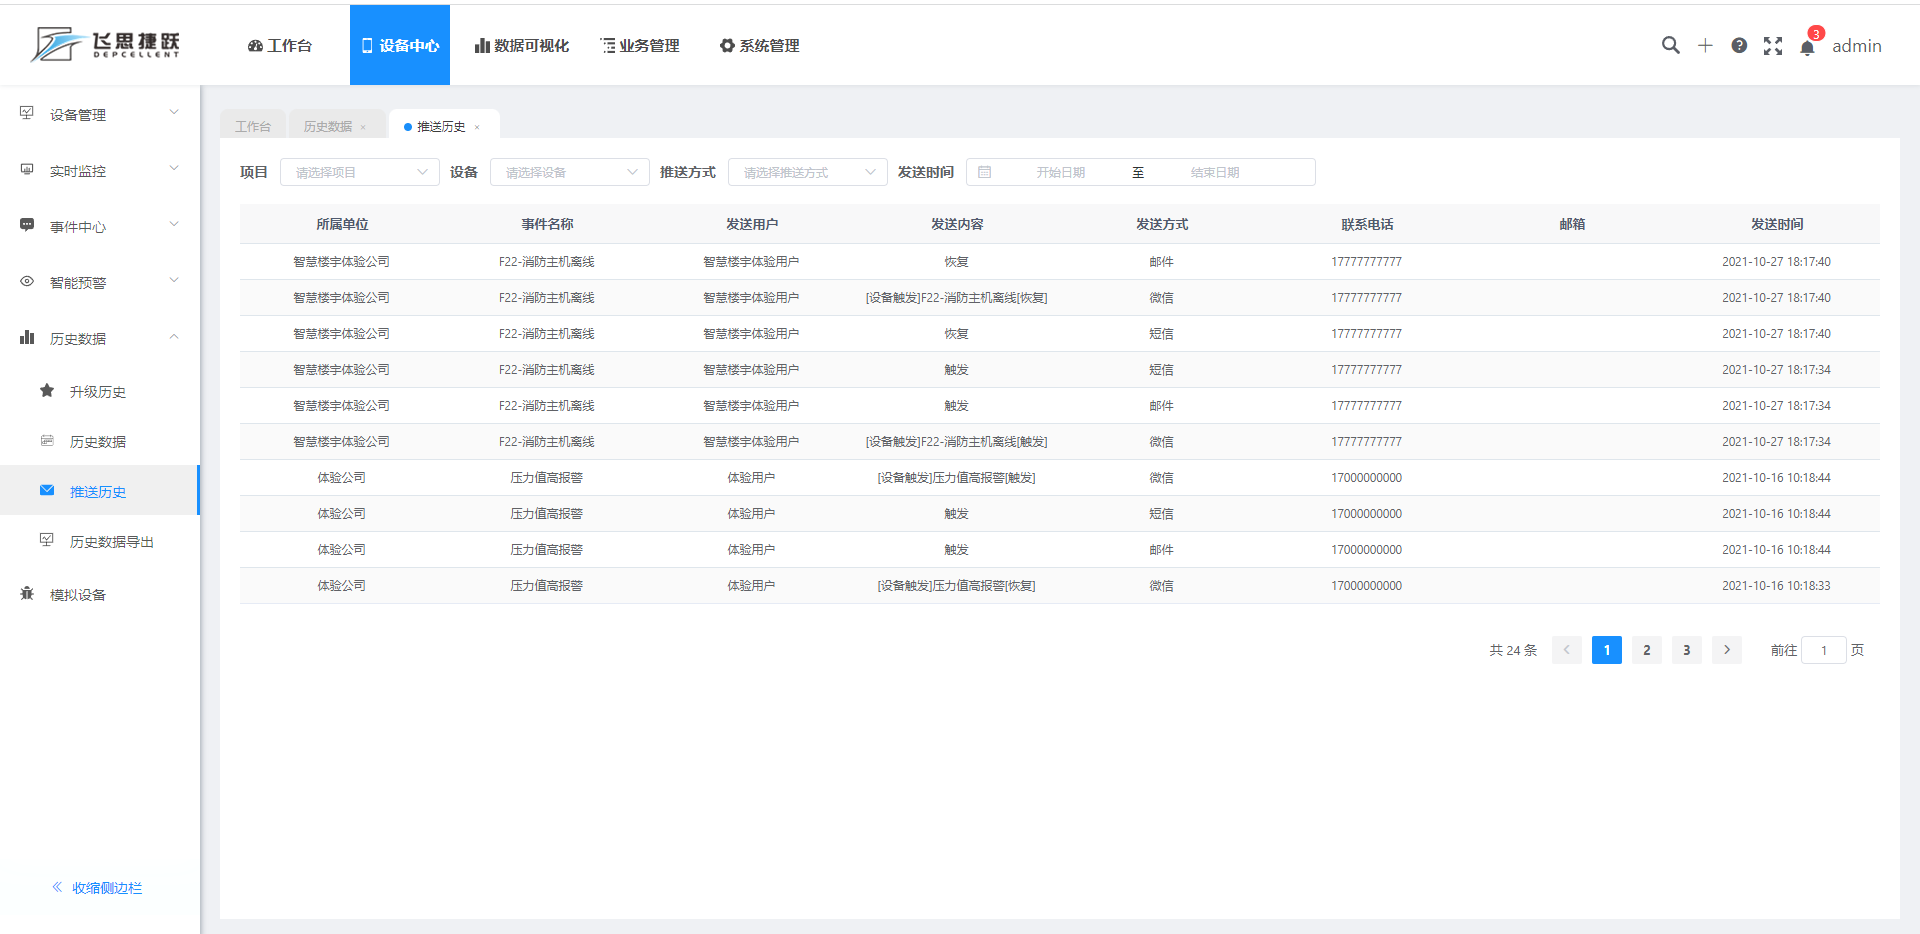 飞思捷跃
DEPCELLENT
工作台 设备中心 数据可视化 业务管理 系统管理 3 admin
设备管理
实时监控
事件中心
智能预警
历史数据
升级历史
历史数据
推送历史
历史数据导出
模拟设备
收缩侧边栏
工作台 历史数据 × 推送历史 ×
项目 请选择项目 设备 请选择设备 推送方式 请选择推送方式 发送时间 开始日期 至 结束日期
所属单位 事件名称 发送用户 发送内容 发送方式 联系电话 邮箱 发送时间
智慧楼宇体验公司 F22-消防主机离线 智慧楼宇体验用户 恢复 邮件 17777777777 2021-10-27 18:17:40
智慧楼宇体验公司 F22-消防主机离线 智慧楼宇体验用户 [设备触发]F22-消防主机离线[恢复] 微信 17777777777 2021-10-27 18:17:40
智慧楼宇体验公司 F22-消防主机离线 智慧楼宇体验用户 恢复 短信 17777777777 2021-10-27 18:17:40
智慧楼宇体验公司 F22-消防主机离线 智慧楼宇体验用户 触发 短信 17777777777 2021-10-27 18:17:34
智慧楼宇体验公司 F22-消防主机离线 智慧楼宇体验用户 触发 邮件 17777777777 2021-10-27 18:17:34
智慧楼宇体验公司 F22-消防主机离线 智慧楼宇体验用户 [设备触发]F22-消防主机离线[触发] 微信 17777777777 2021-10-27 18:17:34
体验公司 压力值高报警 体验用户 [设备触发]压力值高报警[触发] 微信 17000000000 2021-10-16 10:18:44
体验公司 压力值高报警 体验用户 触发 短信 17000000000 2021-10-16 10:18:44
体验公司 压力值高报警 体验用户 触发 邮件 17000000000 2021-10-16 10:18:44
体验公司 压力值高报警 体验用户 [设备触发]压力值高报警[恢复] 微信 17000000000 2021-10-16 10:18:33
共 24 条 1 2 3 前往 1 页